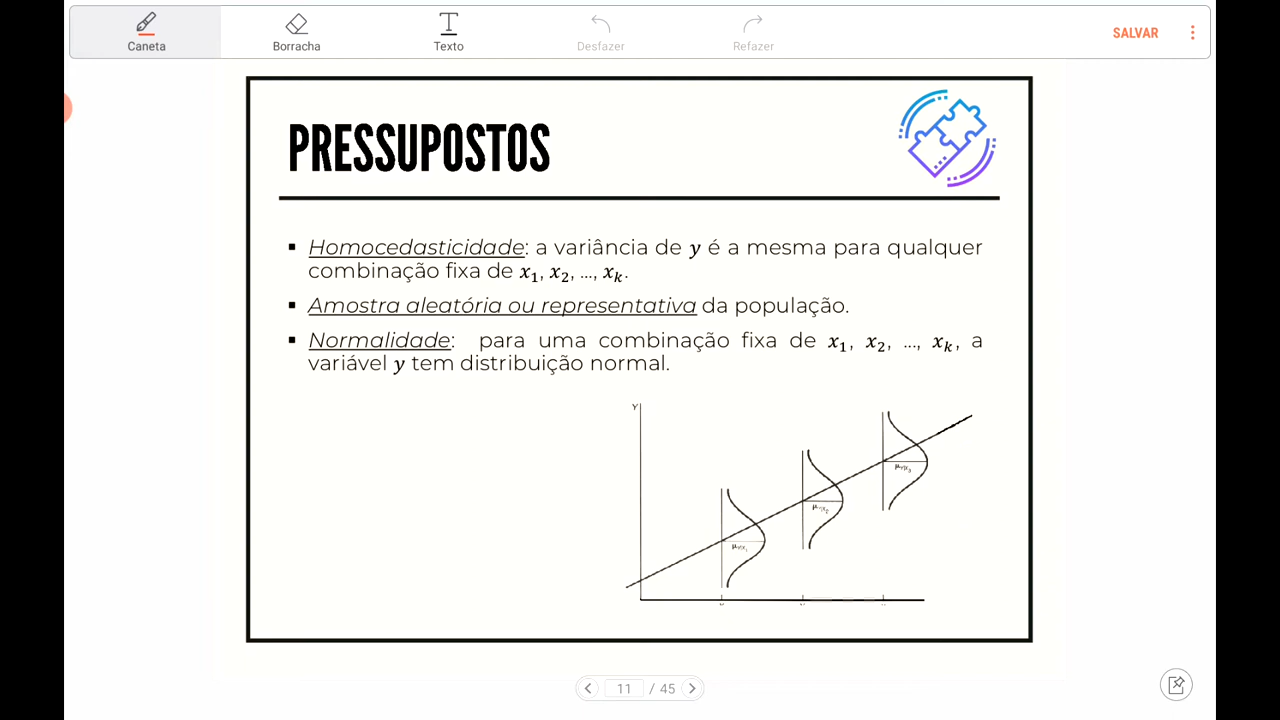 Caneta Borracha Texto Desfazer Refazer SALVAR
PRESSUPOSTOS
▪ Homocedasticidade: a variância de y é a mesma para qualquer
combinação fixa de x₁, x₂, ..., xₖ.
▪ Amostra aleatória ou representativa da população.
▪ Normalidade: para uma combinação fixa de x₁, x₂, ..., xₖ, a
variável y tem distribuição normal.
Y
11 / 45